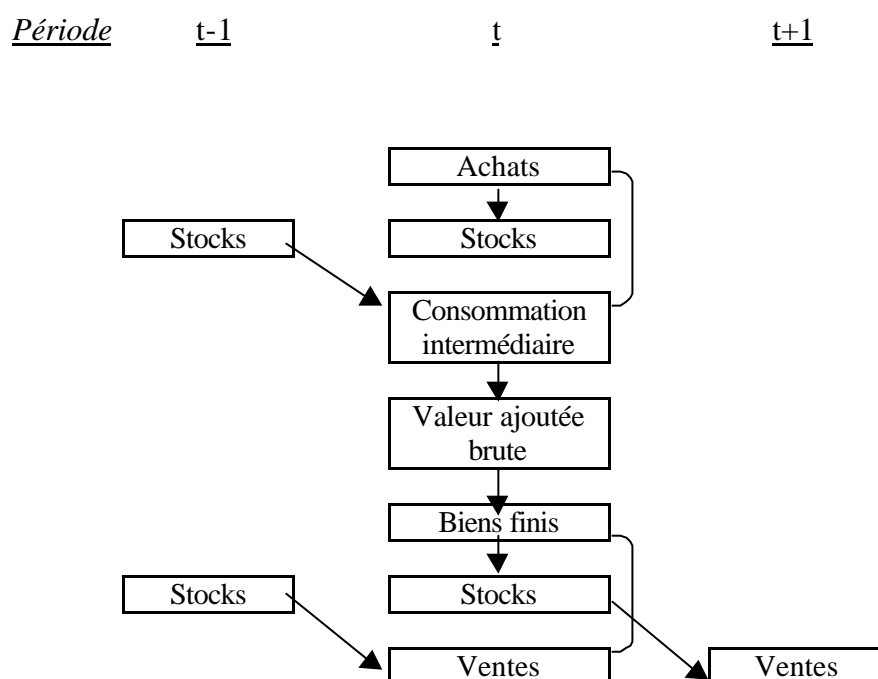 Période t-1 t t+1
Achats
Stocks Stocks
Consommation
intermédiaire
Valeur ajoutée
brute
Biens finis
Stocks Stocks
Ventes Ventes